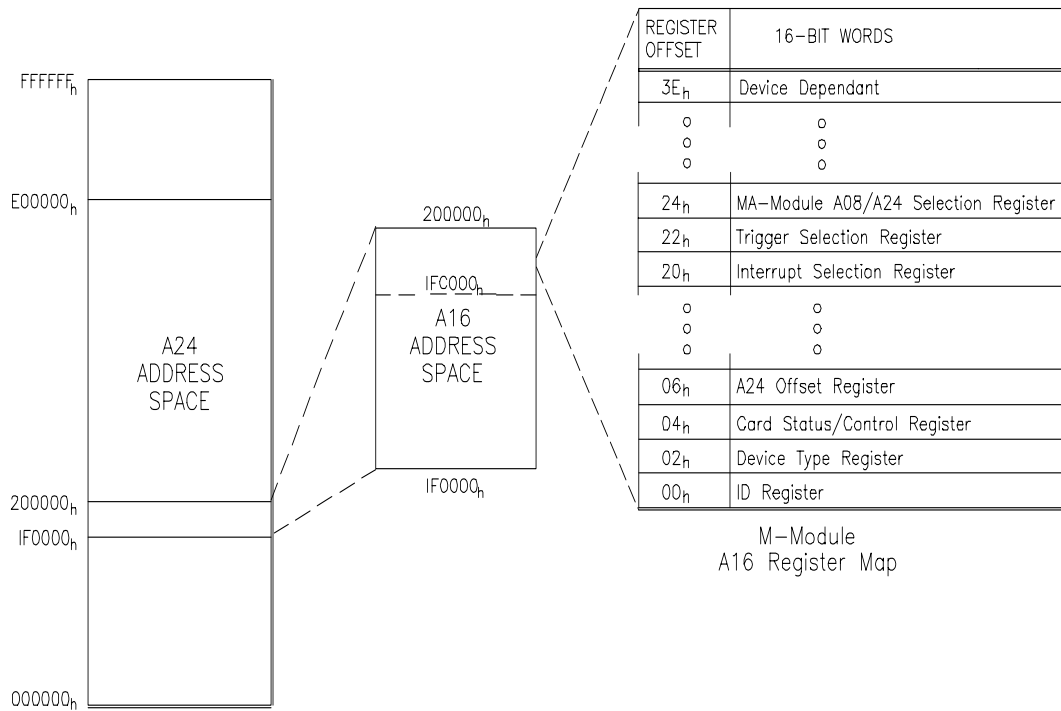 FFFFFFh
E00000h
A24
ADDRESS
SPACE
200000h
IF0000h
000000h
200000h
IFC000h
A16
ADDRESS
SPACE
IF0000h
REGISTER
OFFSET
16-BIT WORDS
3Eh Device Dependant
24h MA-Module A08/A24 Selection Register
22h Trigger Selection Register
20h Interrupt Selection Register
06h A24 Offset Register
04h Card Status/Control Register
02h Device Type Register
00h ID Register
M-Module
A16 Register Map